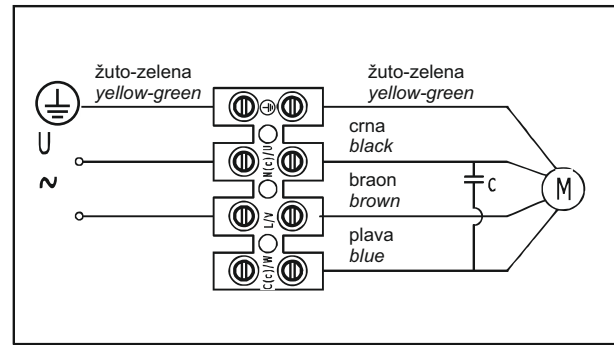 žuto-zelena
yellow-green
žuto-zelena
yellow-green
U
~
crna
black
braon
brown
plava
blue
N(c)/U
L/V
C(c)/W
C
M